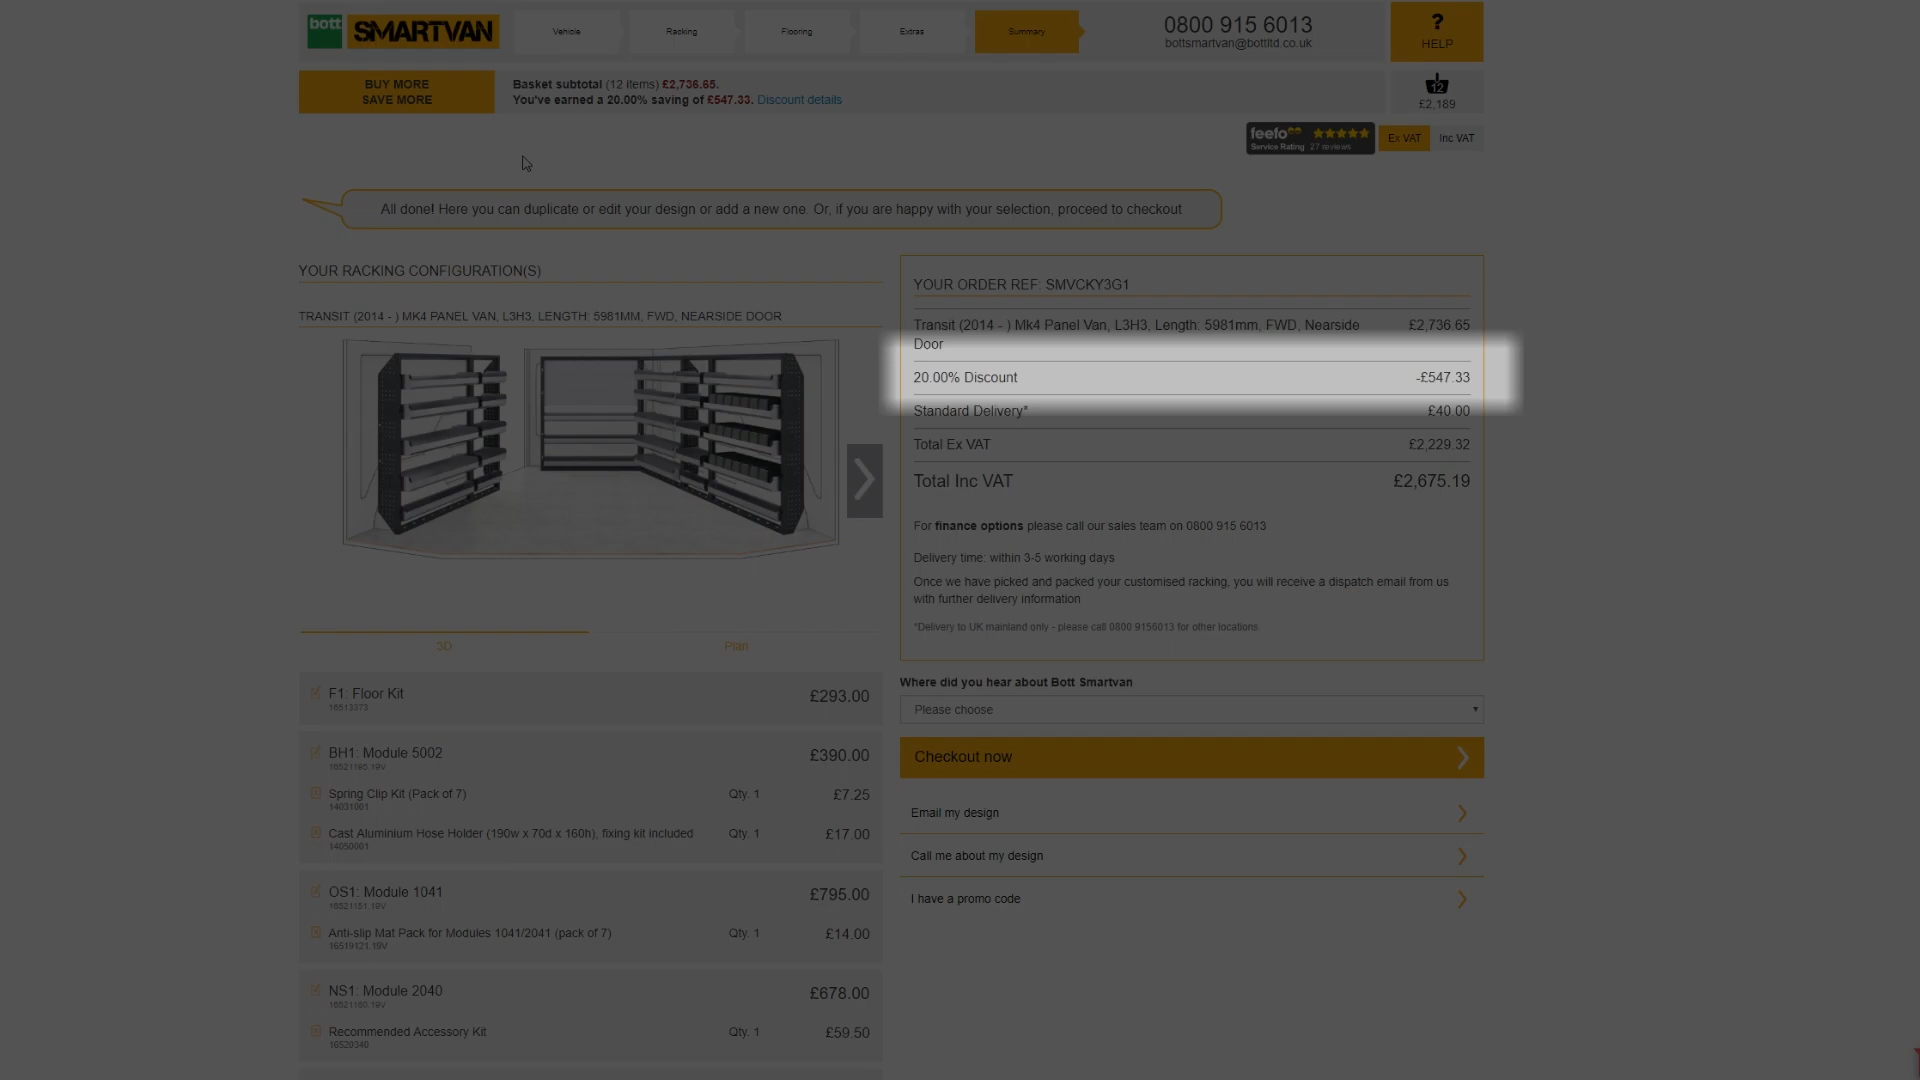 bott SMARTVAN
Vehicle
Racking
Flooring
Extras
Summary
0800 915 6013
bottsmartvan@bottltd.co.uk
?
HELP
BUY MORE
SAVE MORE
Basket subtotal (12 items) £2,736.65.
You've earned a 20.00% saving of £547.33. Discount details
12
£2,189
feefo
Service Rating 27 reviews
Ex VAT
Inc VAT
All done! Here you can duplicate or edit your design or add a new one. Or, if you are happy with your selection, proceed to checkout
YOUR RACKING CONFIGURATION(S)
TRANSIT (2014 - ) MK4 PANEL VAN, L3H3, LENGTH: 5981MM, FWD, NEARSIDE DOOR
3D
Plan
F1: Floor Kit £293.00
16513373
BH1: Module 5002 £390.00
16521195.19V
Spring Clip Kit (Pack of 7) Qty. 1 £7.25
14031001
Cast Aluminium Hose Holder (190w x 70d x 160h), fixing kit included Qty. 1 £17.00
14050001
OS1: Module 1041 £795.00
16521151.19V
Anti-slip Mat Pack for Modules 1041/2041 (pack of 7) Qty. 1 £14.00
16519121.19V
NS1: Module 2040 £678.00
16521160.19V
Recommended Accessory Kit Qty. 1 £59.50
16520340
YOUR ORDER REF: SMVCKY3G1
Transit (2014 - ) Mk4 Panel Van, L3H3, Length: 5981mm, FWD, Nearside £2,736.65
Door
20.00% Discount -£547.33
Standard Delivery* £40.00
Total Ex VAT £2,229.32
Total Inc VAT £2,675.19
For finance options please call our sales team on 0800 915 6013
Delivery time: within 3-5 working days
Once we have picked and packed your customised racking, you will receive a dispatch email from us
with further delivery information
*Delivery to UK mainland only - please call 0800 9156013 for other locations
Where did you hear about Bott Smartvan
Please choose
Checkout now
Email my design
Call me about my design
I have a promo code